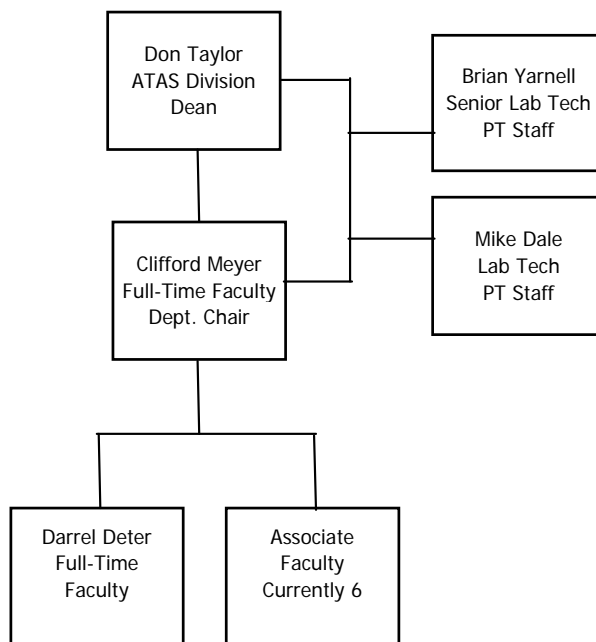 Don Taylor
ATAS Division
Dean
Brian Yarnell
Senior Lab Tech
PT Staff
Clifford Meyer
Full-Time Faculty
Dept. Chair
Mike Dale
Lab Tech
PT Staff
Darrel Deter
Full-Time
Faculty
Associate
Faculty
Currently 6